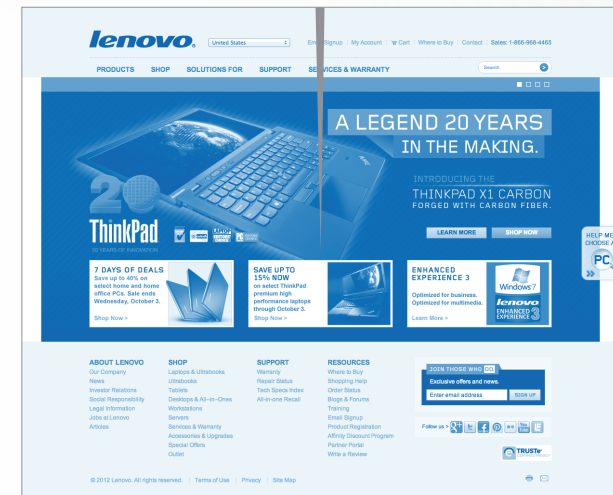 lenovo.
United States
Email Signup | My Account | Cart | Where to Buy | Contact | Sales: 1-866-968-4465
PRODUCTS SHOP SOLUTIONS FOR SUPPORT SERVICES & WARRANTY
Search
A LEGEND 20 YEARS
IN THE MAKING.
INTRODUCING THE
THINKPAD X1 CARBON
FORGED WITH CARBON FIBER.
20
ThinkPad
20 YEARS OF INNOVATION
LEARN MORE SHOP NOW
HELP ME
CHOOSE A
PC
7 DAYS OF DEALS
Save up to 40% on
select home and home
office PCs. Sale ends
Wednesday, October 3.
Shop Now >
SAVE UP TO
15% NOW
on select ThinkPad
premium high
performance laptops
through October 3.
Shop Now >
ENHANCED
EXPERIENCE 3
Optimized for business.
Optimized for multimedia.
Learn More >
Windows 7
lenovo
ENHANCED
EXPERIENCE 3
ABOUT LENOVO
Our Company
News
Investor Relations
Social Responsibility
Legal Information
Jobs at Lenovo
Articles
SHOP
Laptops & Ultrabooks
Ultrabooks
Tablets
Desktops & All-in-Ones
Workstations
Servers
Services & Warranty
Accessories & Upgrades
Special Offers
Outlet
SUPPORT
Warranty
Repair Status
Tech Specs Index
All-in-one Recall
RESOURCES
Where to Buy
Shopping Help
Order Status
Blogs & Forums
Training
Email Signup
Product Registration
Affinity Discount Program
Partner Portal
Write a Review
JOIN THOSE WHO DO.
Exclusive offers and news.
Enter email address SIGN UP
Follow us >
TRUSTe
© 2012 Lenovo. All rights reserved. | Terms of Use | Privacy | Site Map